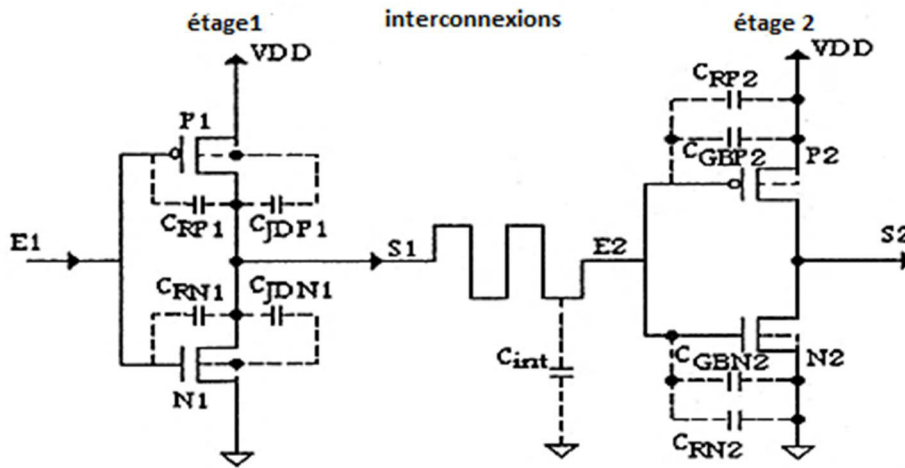 étage1 interconnexions étage 2
VDD VDD
CRP2
P1 CGBP2 P2
CRP1 CJDP1
E1 S1 E2 S2
CRN1 CJDN1
Cint CGBN2 N2
N1
CRN2